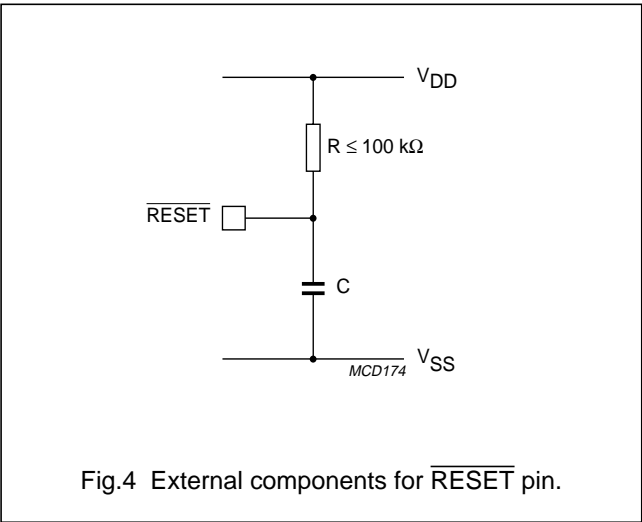 VDD
R ≤ 100 kΩ
RESET
C
VSS
MCD174
Fig.4 External components for RESET pin.